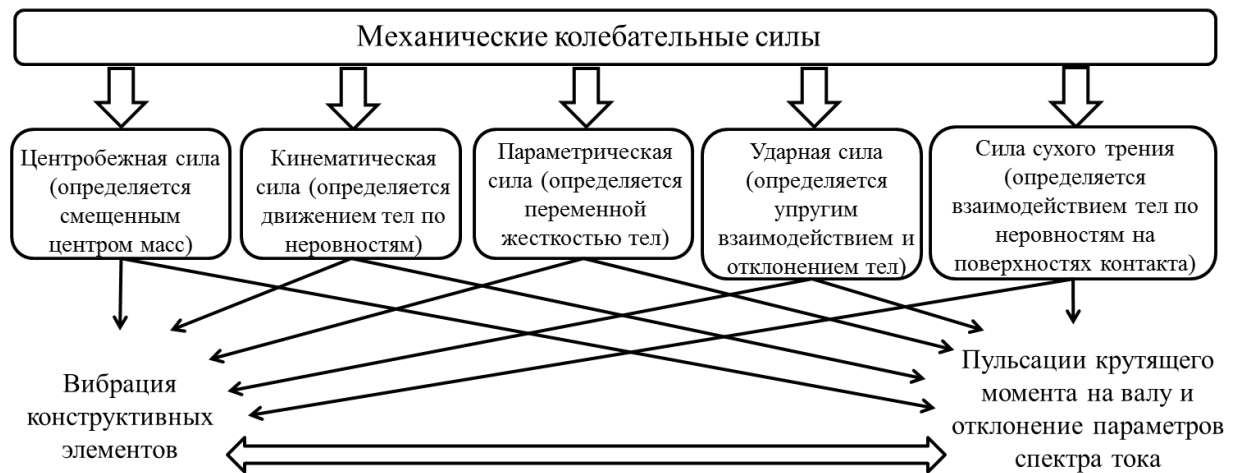 Механические колебательные силы
Центробежная сила
(определяется
смещенным
центром масс)
Кинематическая
сила (определяется
движением тел по
неровностям)
Параметрическая
сила (определяется
переменной
жесткостью тел)
Ударная сила
(определяется
упругим
взаимодействием и
отклонением тел)
Сила сухого трения
(определяется
взаимодействием тел по
неровностям на
поверхностях контакта)
Вибрация
конструктивных
элементов
Пульсации крутящего
момента на валу и
отклонение параметров
спектра тока